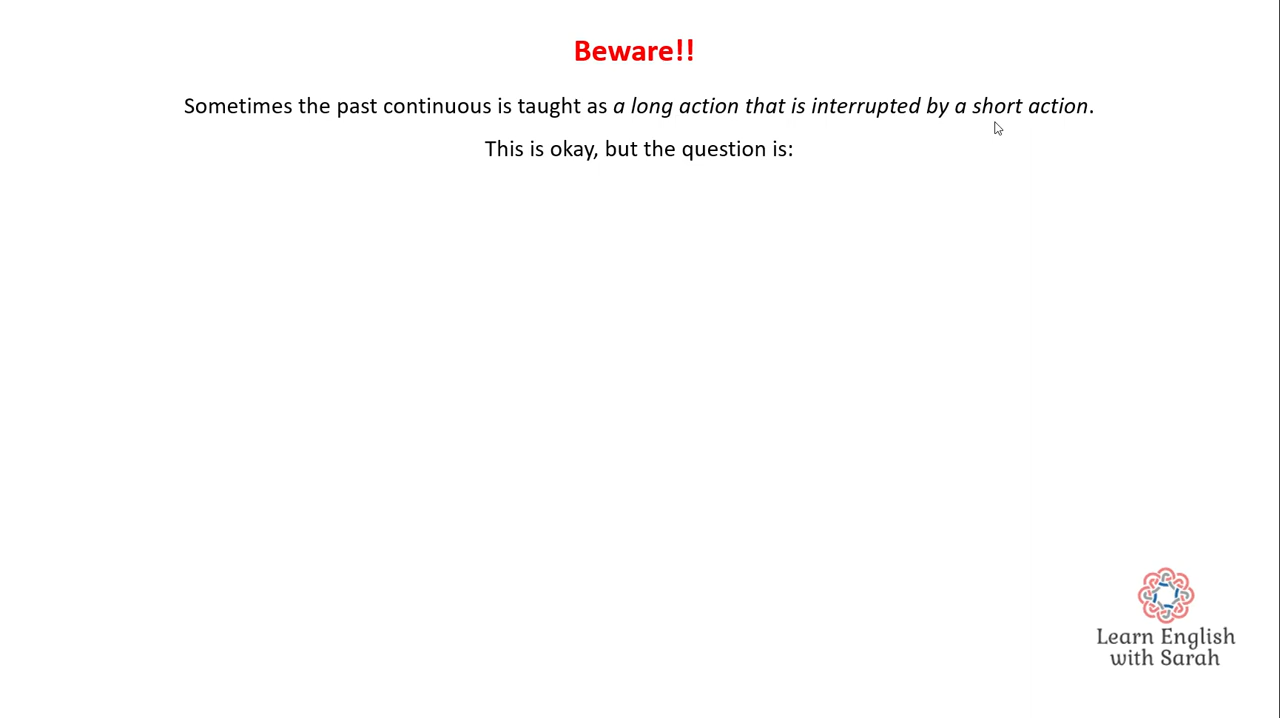 Beware!!
Sometimes the past continuous is taught as a long action that is interrupted by a short action.
This is okay, but the question is:
Learn English
with Sarah